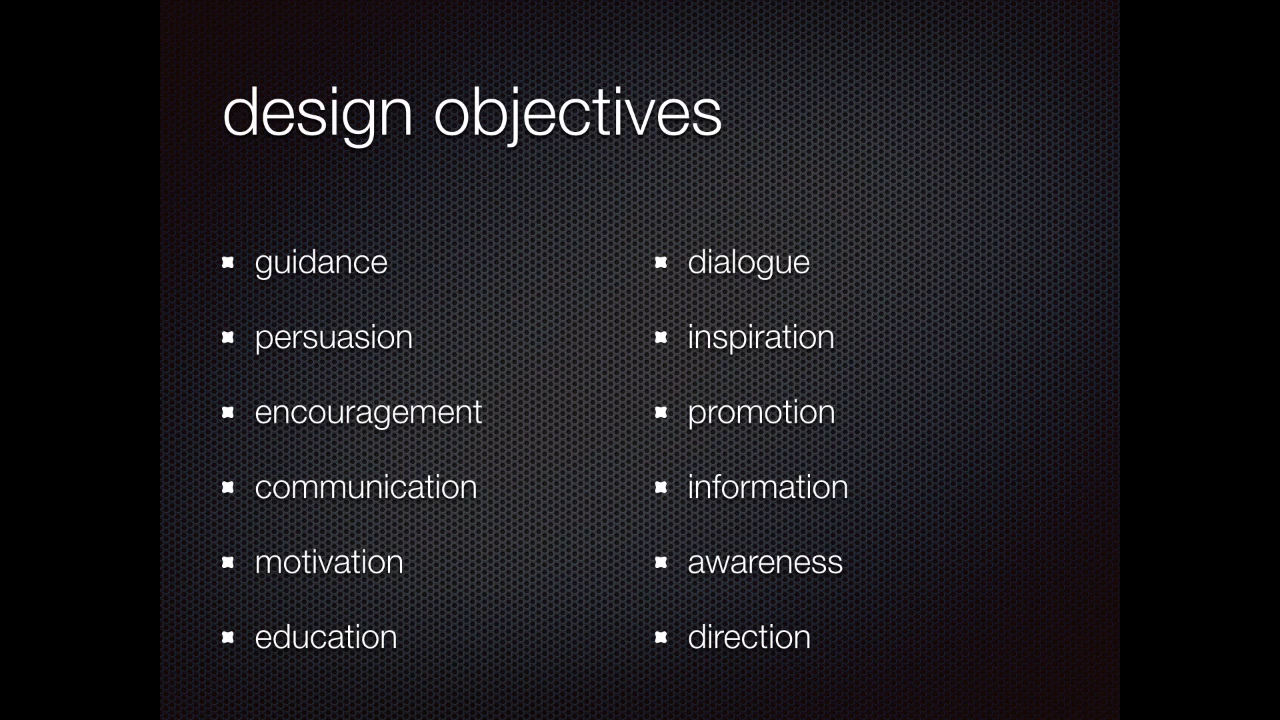 design objectives
guidance
persuasion
encouragement
communication
motivation
education
dialogue
inspiration
promotion
information
awareness
direction